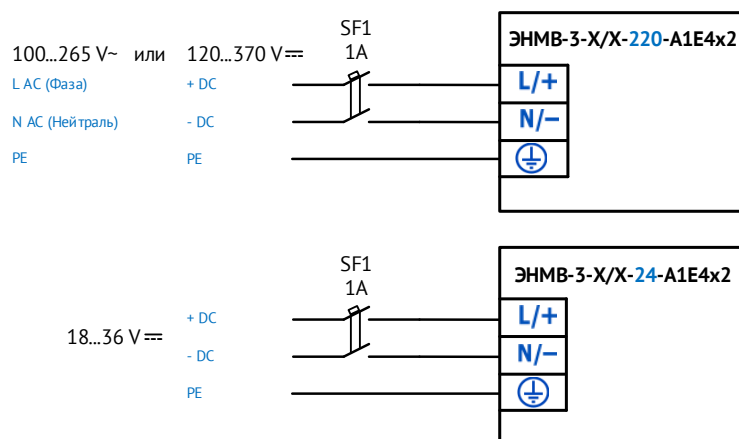 SF1
1A
ЭНМВ-3-Х/Х-220-А1Е4х2
100...265 V~ или 120...370 V⎓
L AC (Фаза) + DC
L/+
N AC (Нейтраль) - DC
N/−
PE PE
SF1
1A
ЭНМВ-3-Х/Х-24-А1Е4х2
+ DC
L/+
18...36 V⎓
- DC
N/−
PE